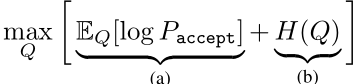 max_Q [ 𝔼_Q[log P_accept] + H(Q) ]
(a) (b)